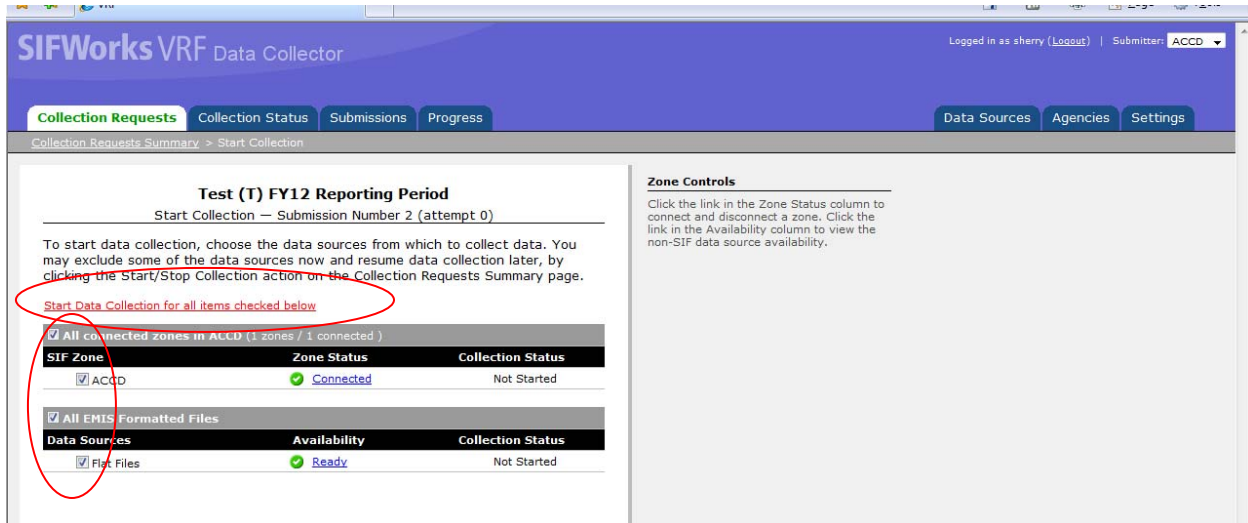 SIFWorks VRF Data Collector
Logged in as sherry (Logout) | Submitter: ACCD
Collection Requests Collection Status Submissions Progress Data Sources Agencies Settings
Collection Requests Summary > Start Collection
Test (T) FY12 Reporting Period
Start Collection — Submission Number 2 (attempt 0)
To start data collection, choose the data sources from which to collect data. You
may exclude some of the data sources now and resume data collection later, by
clicking the Start/Stop Collection action on the Collection Requests Summary page.
Start Data Collection for all items checked below
All connected zones in ACCD (1 zones / 1 connected )
SIF Zone Zone Status Collection Status
ACCD Connected Not Started
All EMIS Formatted Files
Data Sources Availability Collection Status
Flat Files Ready Not Started
Zone Controls
Click the link in the Zone Status column to
connect and disconnect a zone. Click the
link in the Availability column to view the
non-SIF data source availability.